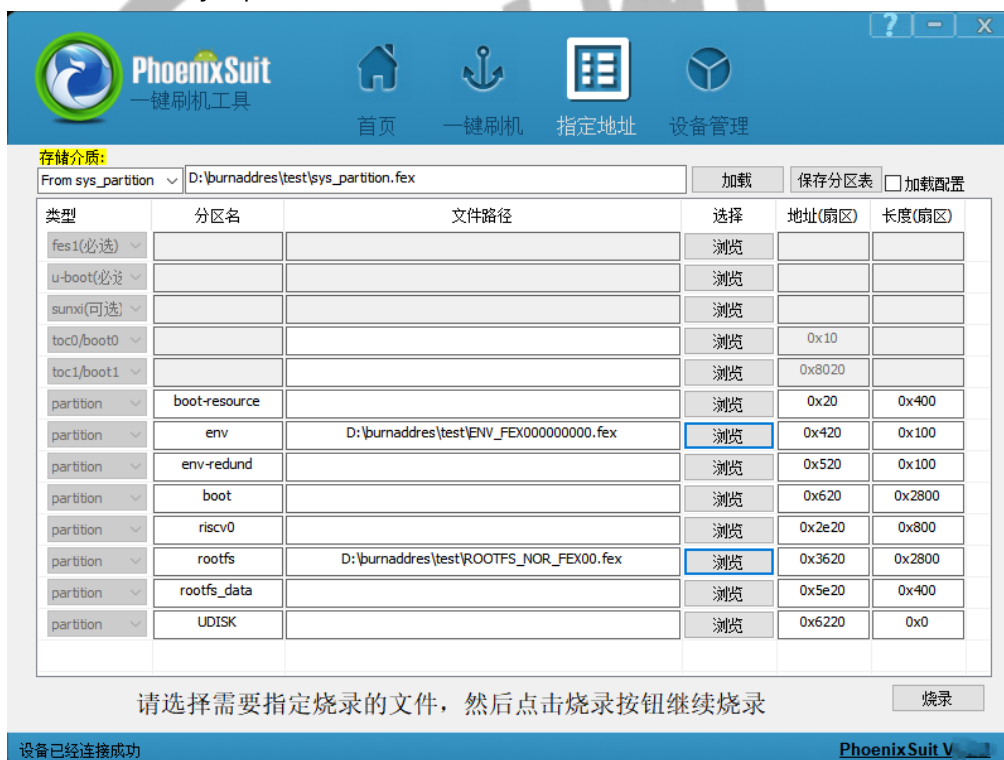 ? - X
PhoenixSuit
一键刷机工具
首页 一键刷机 指定地址 设备管理
存储介质:
From sys_partition D:\burnaddres\test\sys_partition.fex 加载 保存分区表 加载配置
类型 分区名 文件路径 选择 地址(扇区) 长度(扇区)
fes1(必选) 浏览
u-boot(必选 浏览
sunxi(可选) 浏览
toc0/boot0 浏览 0x10
toc1/boot1 浏览 0x8020
partition boot-resource 浏览 0x20 0x400
partition env D:\burnaddres\test\ENV_FEX000000000.fex 浏览 0x420 0x100
partition env-redund 浏览 0x520 0x100
partition boot 浏览 0x620 0x2800
partition riscv0 浏览 0x2e20 0x800
partition rootfs D:\burnaddres\test\ROOTFS_NOR_FEX00.fex 浏览 0x3620 0x2800
partition rootfs_data 浏览 0x5e20 0x400
partition UDISK 浏览 0x6220 0x0
请选择需要指定烧录的文件，然后点击烧录按钮继续烧录 烧录
设备已经连接成功 PhoenixSuit V